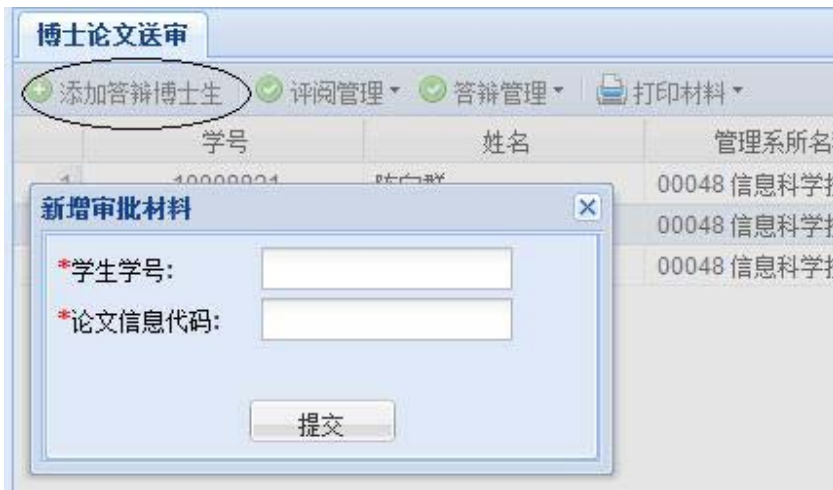 博士论文送审
添加答辩博士生 评阅管理 答辩管理 打印材料
学号 姓名 管理系所名
00048 信息科学
新增审批材料
00048 信息科学
*学生学号:
00048 信息科学
*论文信息代码:
提交